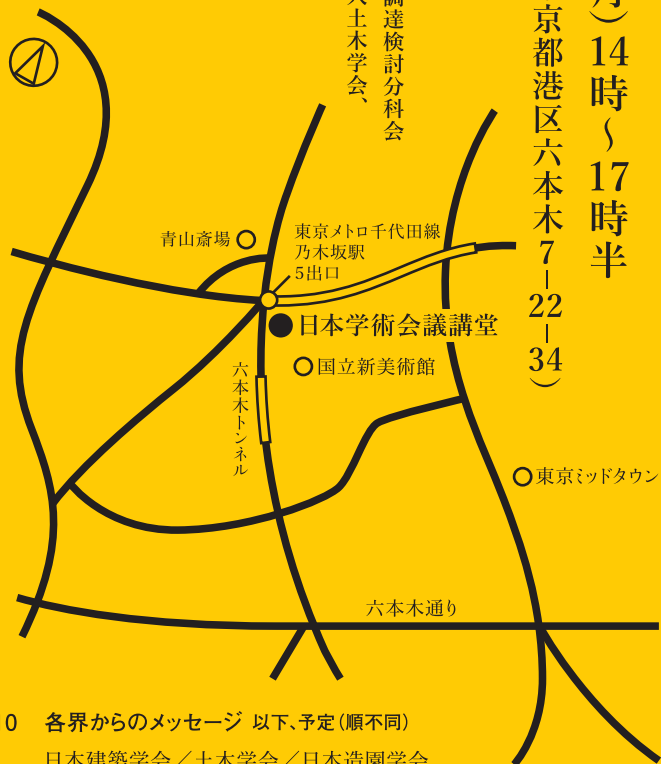 月）14時～17時半
京都港区六本木7-22-34）
調達検討分科会
土木学会、
青山斎場
東京メトロ千代田線
乃木坂駅
5出口
日本学術会議講堂
国立新美術館
六本木トンネル
東京ミッドタウン
六本木通り
0 各界からのメッセージ 以下、予定（順不同）
日本建築学会／土木学会／日本造園学会